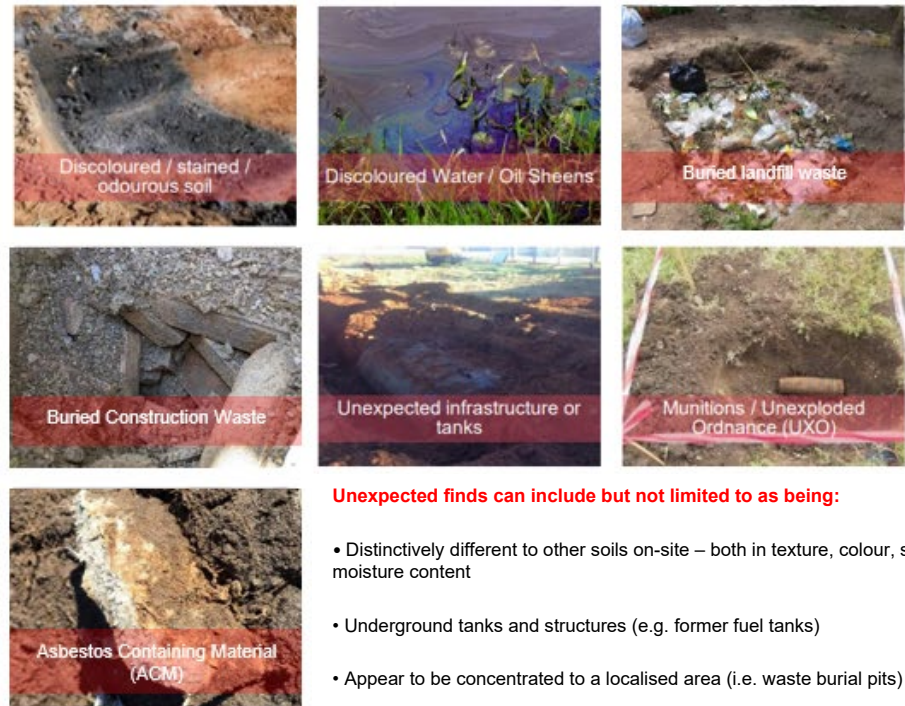 Discoloured / stained /
odourous soil
Discoloured Water / Oil Sheens
Buried landfill waste
Buried Construction Waste
Unexpected infrastructure or
tanks
Munitions / Unexploded
Ordnance (UXO)
Asbestos Containing Material
(ACM)
Unexpected finds can include but not limited to as being:
• Distinctively different to other soils on-site – both in texture, colour,
moisture content
• Underground tanks and structures (e.g. former fuel tanks)
• Appear to be concentrated to a localised area (i.e. waste burial pits)